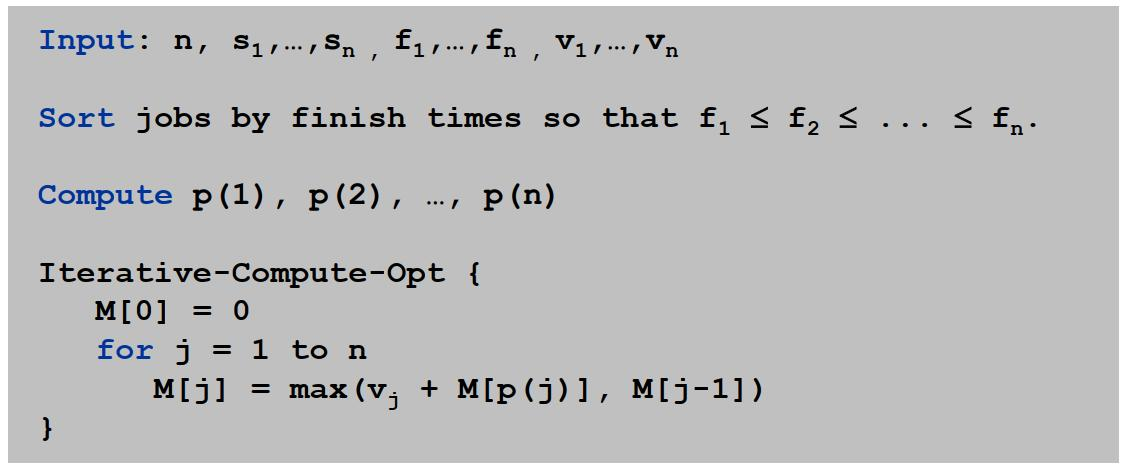 Input: n, s₁,…,sₙ , f₁,…,fₙ , v₁,…,vₙ
Sort jobs by finish times so that f₁ ≤ f₂ ≤ ... ≤ fₙ.
Compute p(1), p(2), …, p(n)
Iterative-Compute-Opt {
M[0] = 0
for j = 1 to n
M[j] = max(vⱼ + M[p(j)], M[j-1])
}